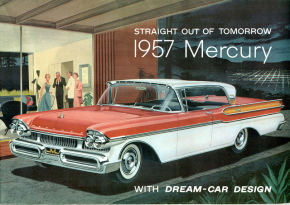 STRAIGHT OUT OF TOMORROW
1957 Mercury
WITH DREAM-CAR DESIGN